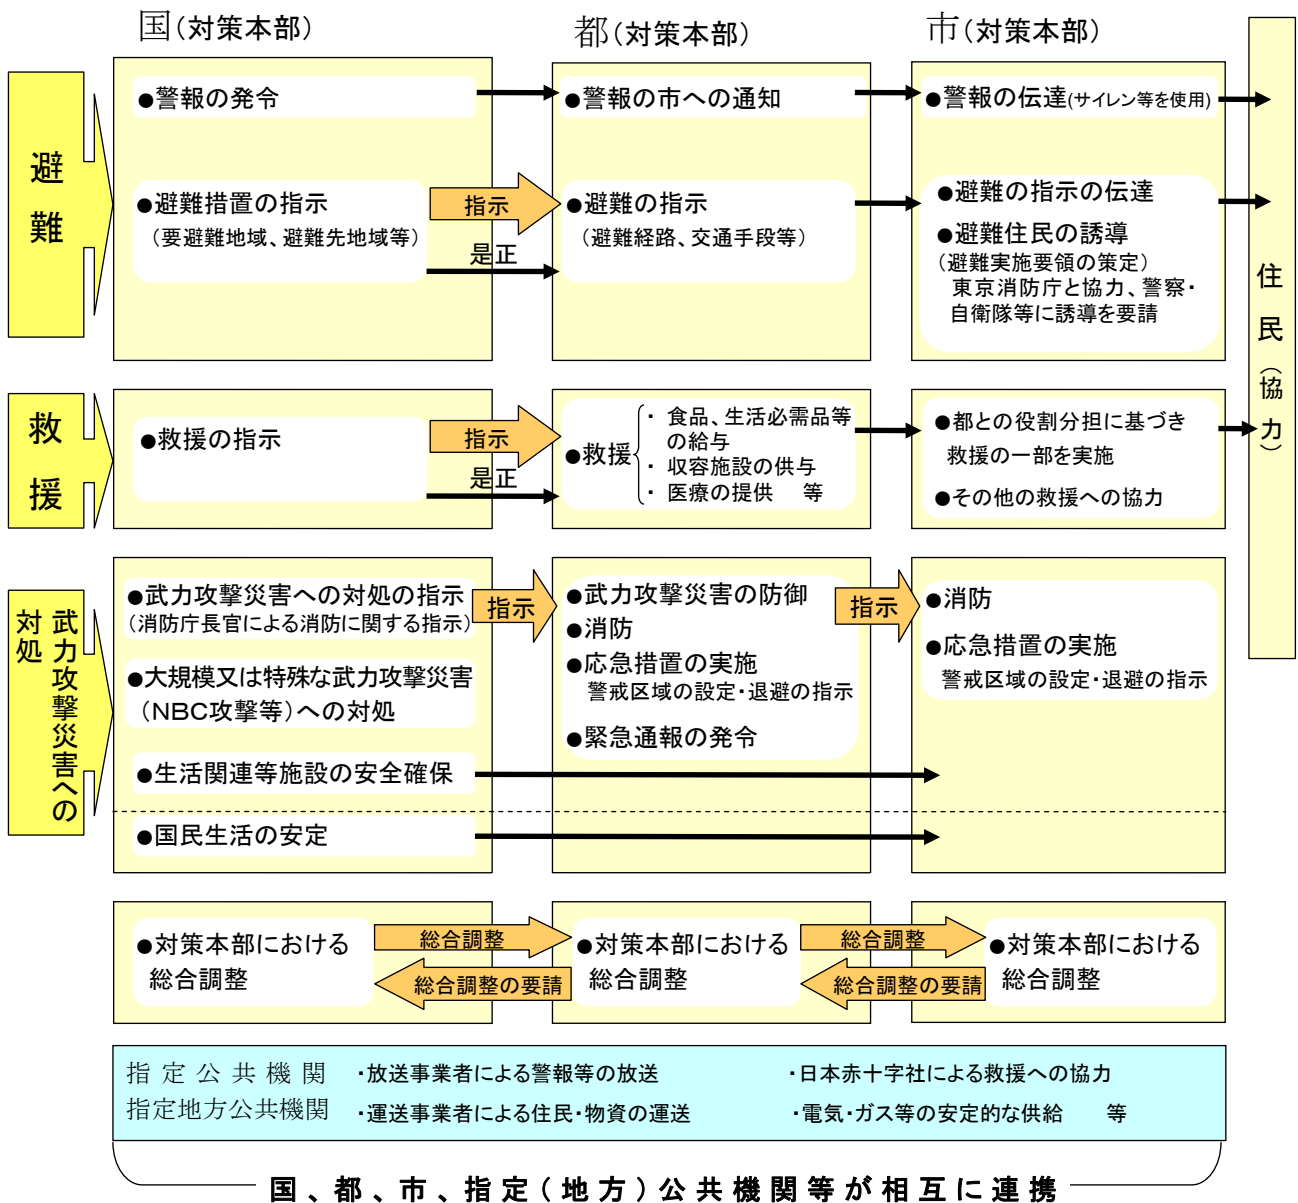 国(対策本部)
都(対策本部)
市(対策本部)
避難
●警報の発令
●警報の市への通知
●警報の伝達(サイレン等を使用)
●避難措置の指示
(要避難地域、避難先地域等)
指示
是正
●避難の指示
(避難経路、交通手段等)
●避難の指示の伝達
●避難住民の誘導
(避難実施要領の策定)
東京消防庁と協力、警察・
自衛隊等に誘導を要請
住民(協力)
救援
●救援の指示
指示
是正
●救援
・ 食品、生活必需品等
の給与
・ 収容施設の供与
・ 医療の提供 等
●都との役割分担に基づき
救援の一部を実施
●その他の救援への協力
武力攻撃災害への
対処
●武力攻撃災害への対処の指示
(消防庁長官による消防に関する指示)
●大規模又は特殊な武力攻撃災害
(NBC攻撃等)への対処
●生活関連等施設の安全確保
●国民生活の安定
指示
●武力攻撃災害の防御
●消防
●応急措置の実施
警戒区域の設定・退避の指示
●緊急通報の発令
指示
●消防
●応急措置の実施
警戒区域の設定・退避の指示
●対策本部における
総合調整
総合調整
総合調整の要請
●対策本部における
総合調整
総合調整
総合調整の要請
●対策本部における
総合調整
指定公共機関
指定地方公共機関
・放送事業者による警報等の放送
・日本赤十字社による救援への協力
・運送事業者による住民・物資の運送
・電気・ガス等の安定的な供給 等
国、都、市、指定(地方)公共機関等が相互に連携